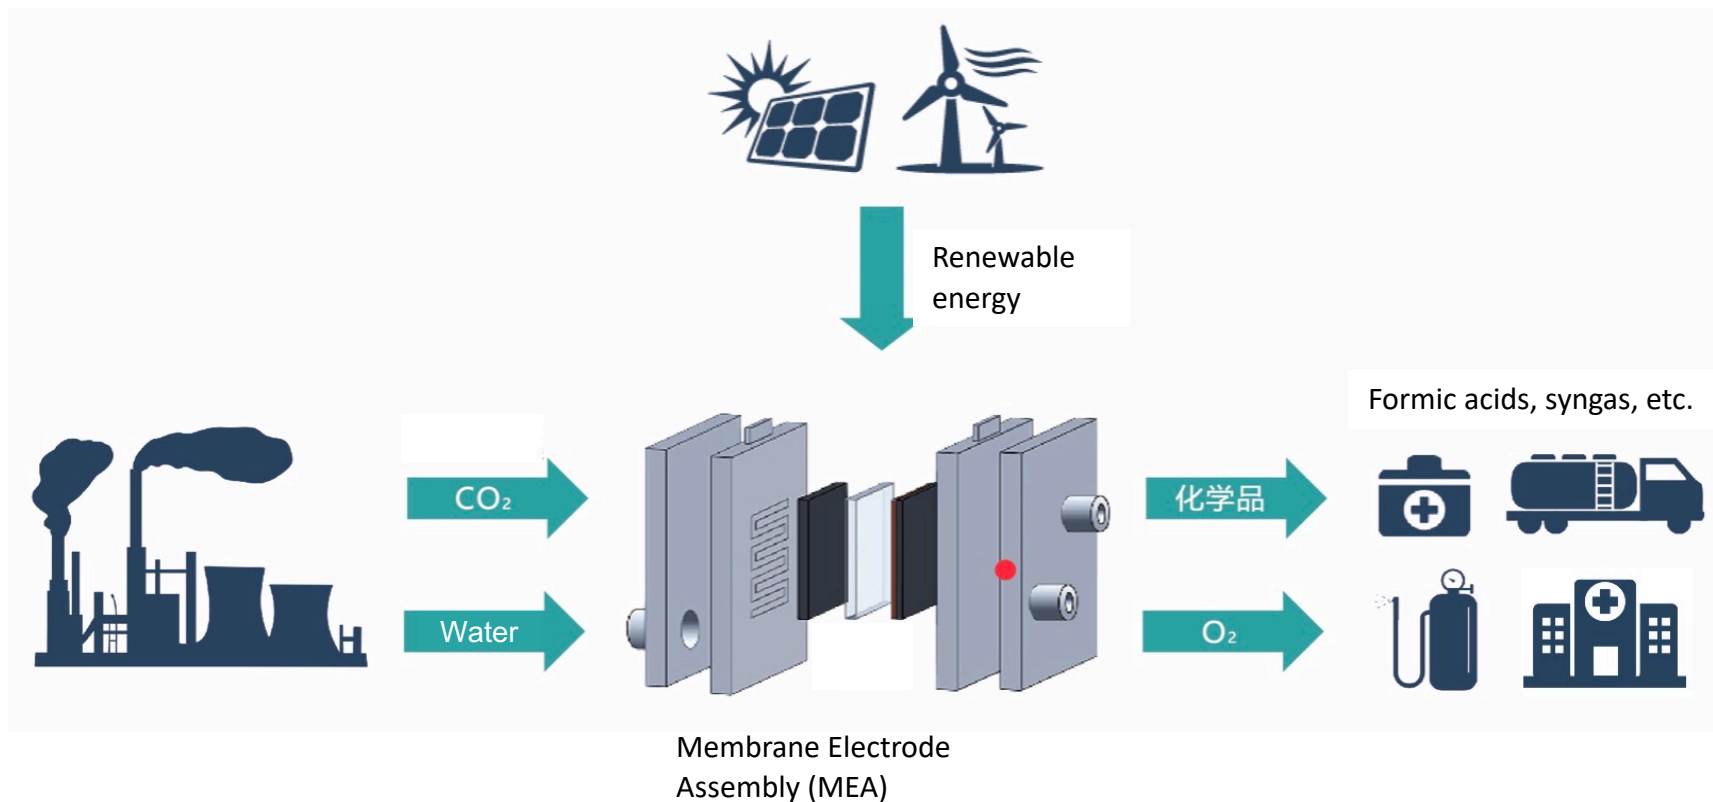 Renewable
energy
Formic acids, syngas, etc.
CO₂
化学品
Water
O₂
Membrane Electrode
Assembly (MEA)